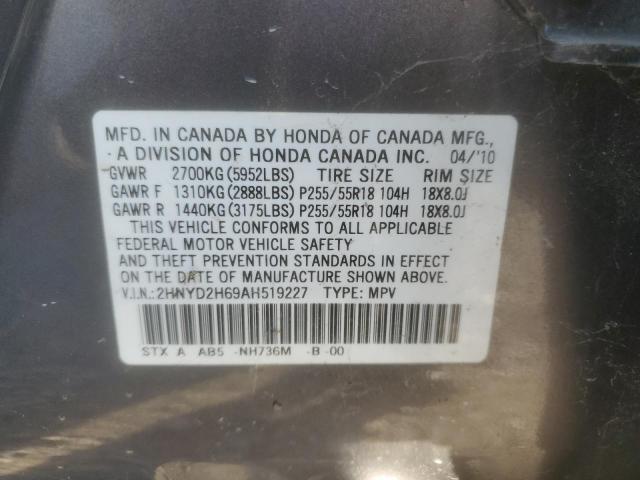 MFD. IN CANADA BY HONDA OF CANADA MFG.,
A DIVISION OF HONDA CANADA INC. 04/'10
GVWR 2700KG(5952LBS) TIRE SIZE RIM SIZE
GAWR F 1310KG(2888LBS) P255/55R18 104H 18X8.0J
GAWR R 1440KG(3175LBS) P255/55R18 104H 18X8.0J
THIS VEHICLE CONFORMS TO ALL APPLICABLE
FEDERAL MOTOR VEHICLE SAFETY
AND THEFT PREVENTION STANDARDS IN EFFECT
ON THE DATE OF MANUFACTURE SHOWN ABOVE.
V.I.N.:2HNYD2H69AH519227 TYPE: MPV
STX A AB5 -NH736M -B -00